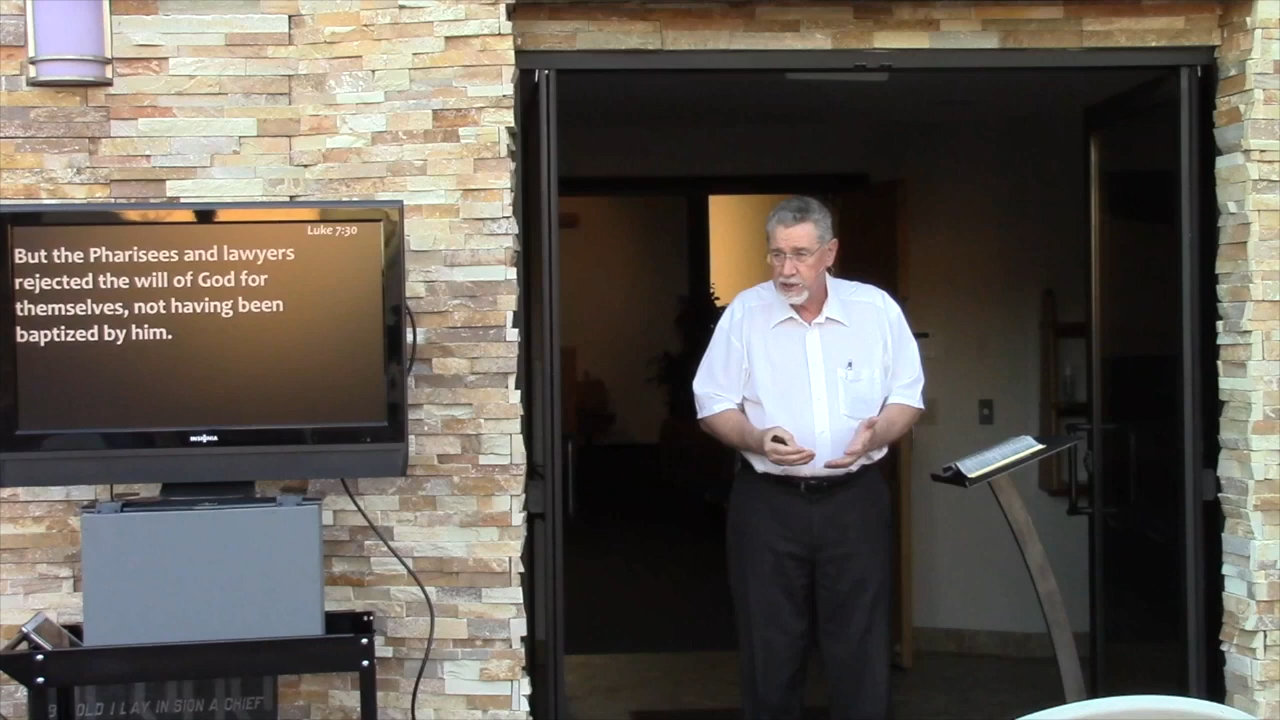 Luke 7:30
But the Pharisees and lawyers
rejected the will of God for
themselves, not having been
baptized by him.
INSIGNIA
OLD I LAY IN SION A CHIEF